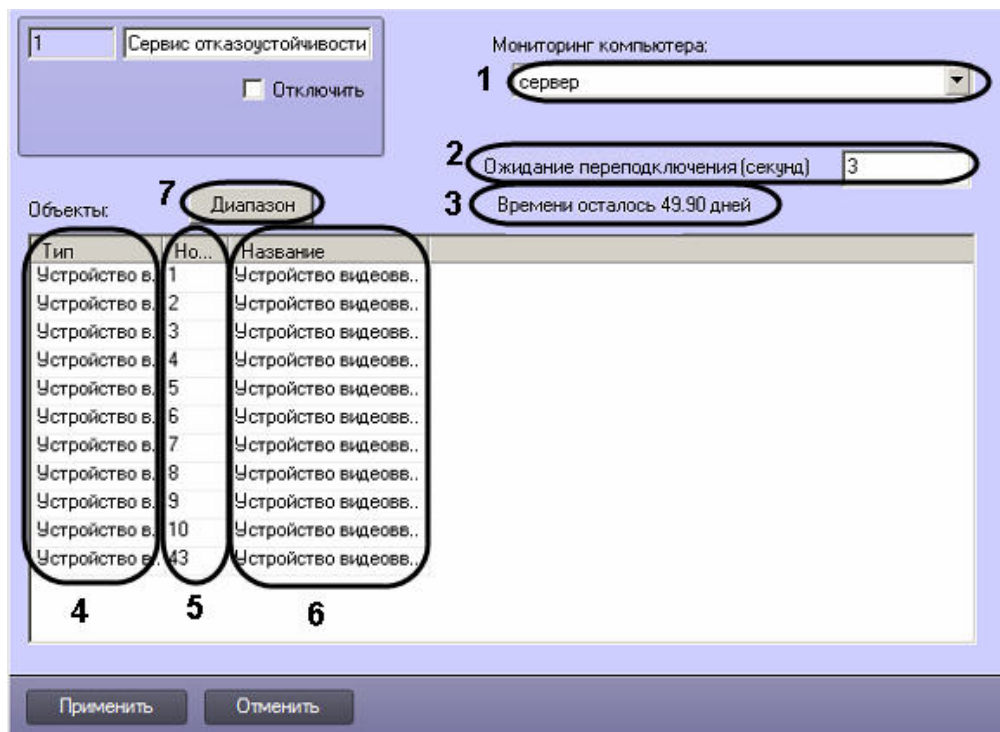 1 Сервис отказоустойчивости
Отключить
Мониторинг компьютера:
1 сервер
2 Ожидание переподключения (секунд) 3
3 Времени осталось 49.90 дней
Объекты: 7 Диапазон
Тип Но... Название
Устройство в. 1 Устройство видеовв..
Устройство в. 2 Устройство видеовв..
Устройство в. 3 Устройство видеовв..
Устройство в. 4 Устройство видеовв..
Устройство в. 5 Устройство видеовв..
Устройство в. 6 Устройство видеовв..
Устройство в. 7 Устройство видеовв..
Устройство в. 8 Устройство видеовв..
Устройство в. 9 Устройство видеовв..
Устройство в. 10 Устройство видеовв..
Устройство в.. 43 Устройство видеовв..
4 5 6
Применить Отменить